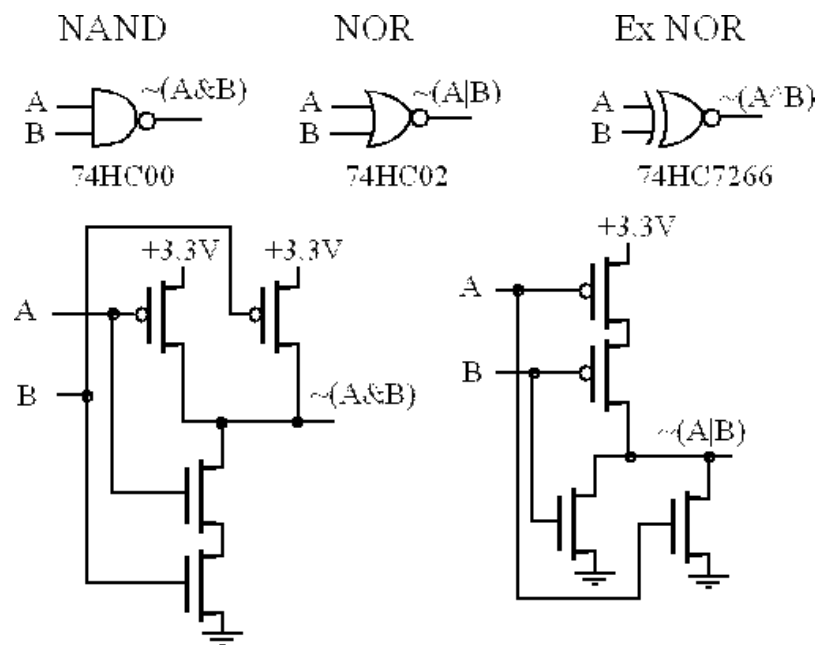 NAND NOR Ex NOR
A ~(A&B) A ~(A|B) A ~(A^B)
B B B
74HC00 74HC02 74HC7266
+3.3V +3.3V +3.3V
A A
B B
~(A&B) ~(A|B)